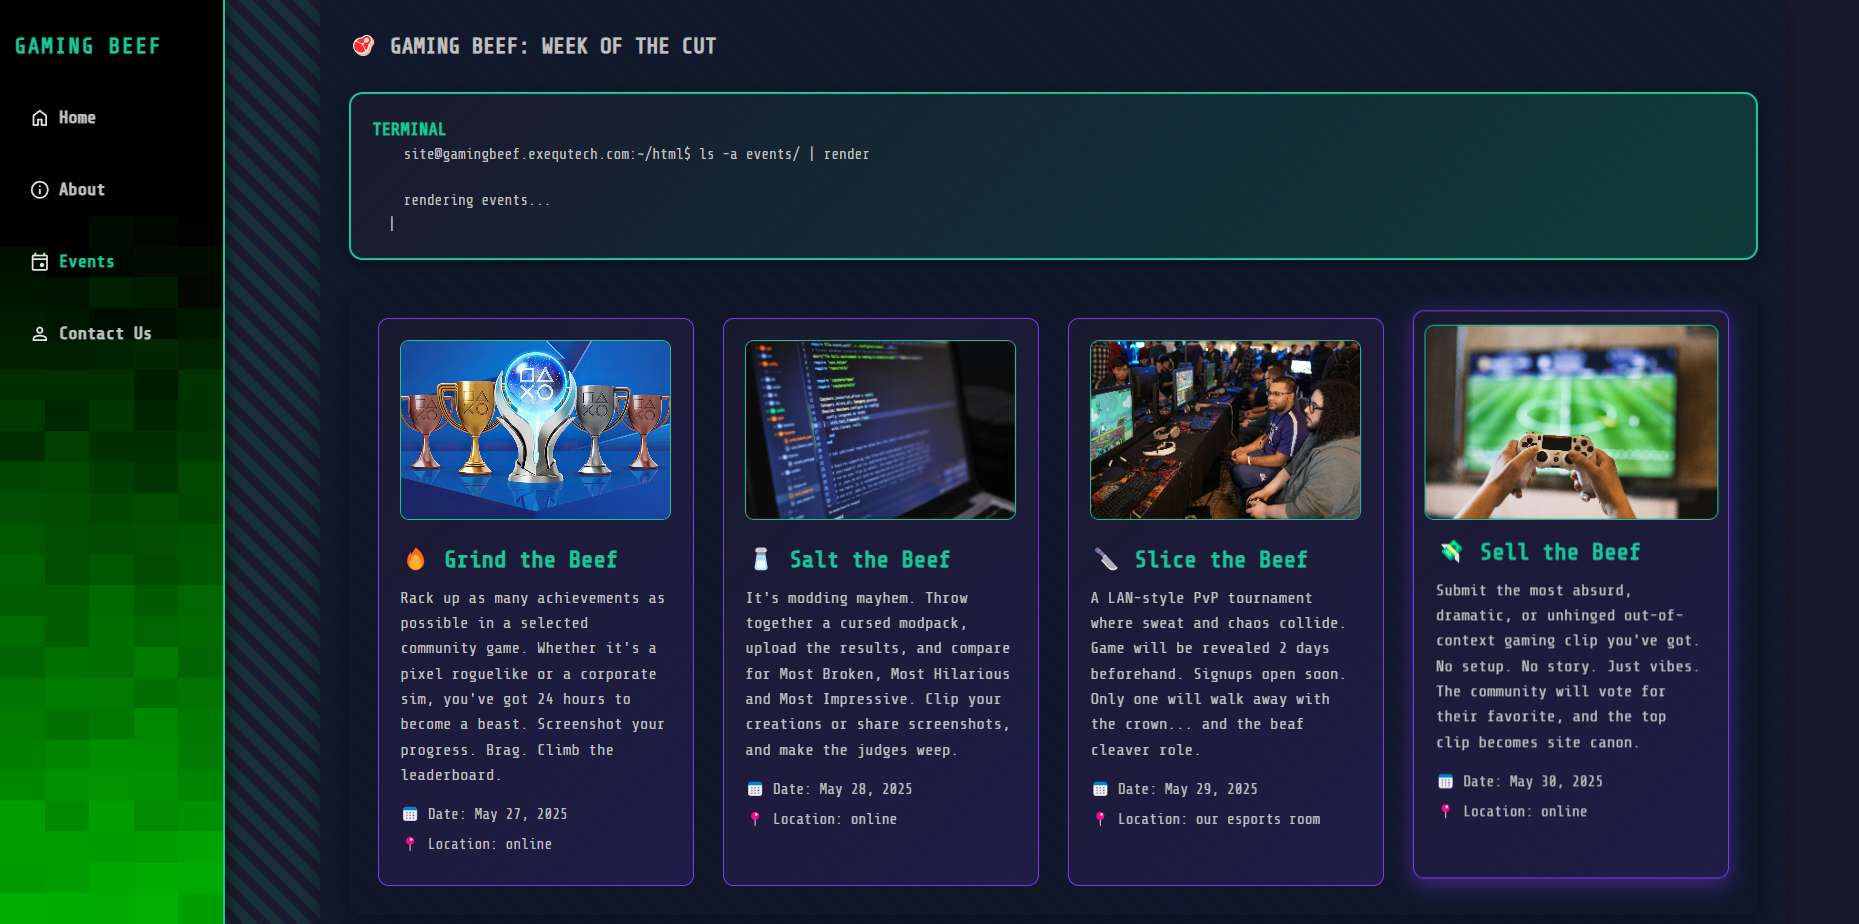 GAMING BEEF
Home
About
Events
Contact Us
GAMING BEEF: WEEK OF THE CUT
TERMINAL
site@gamingbeef.exequtech.com:~/html$ ls -a events/ | render
rendering events...
|
Grind the Beef
Rack up as many achievements as
possible in a selected
community game. Whether it's a
pixel roguelike or a corporate
sim, you've got 24 hours to
become a beast. Screenshot your
progress. Brag. Climb the
leaderboard.
Date: May 27, 2025
Location: online
Salt the Beef
It's modding mayhem. Throw
together a cursed modpack,
upload the results, and compare
for Most Broken, Most Hilarious
and Most Impressive. Clip your
creations or share screenshots,
and make the judges weep.
Date: May 28, 2025
Location: online
Slice the Beef
A LAN-style PvP tournament
where sweat and chaos collide.
Game will be revealed 2 days
beforehand. Signups open soon.
Only one will walk away with
the crown... and the beaf
cleaver role.
Date: May 29, 2025
Location: our esports room
Sell the Beef
Submit the most absurd,
dramatic, or unhinged out-of-
context gaming clip you've got.
No setup. No story. Just vibes.
The community will vote for
their favorite, and the top
clip becomes site canon.
Date: May 30, 2025
Location: online